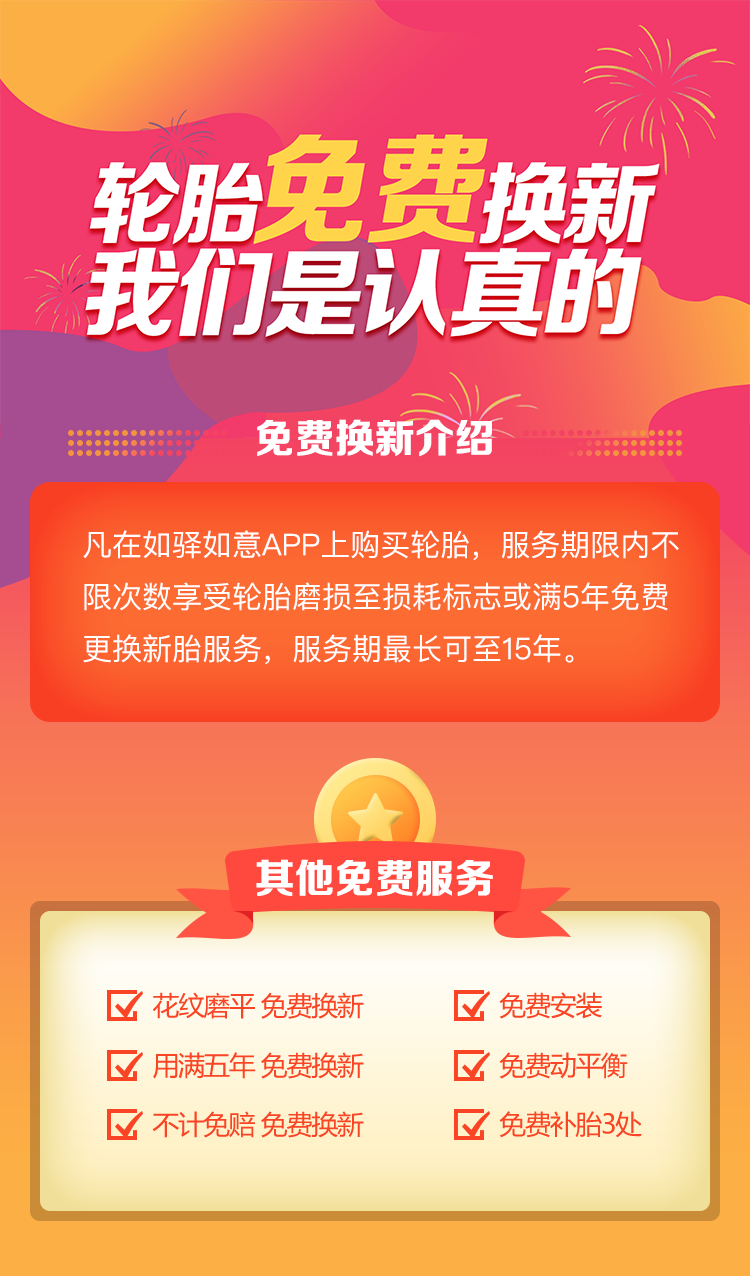 轮胎免费换新
我们是认真的
免费换新介绍
凡在如驿如意APP上购买轮胎，服务期限内不
限次数享受轮胎磨损至损耗标志或满5年免费
更换新胎服务，服务期最长可至15年。
其他免费服务
花纹磨平 免费换新
免费安装
用满五年 免费换新
免费动平衡
不计免赔 免费换新
免费补胎3处